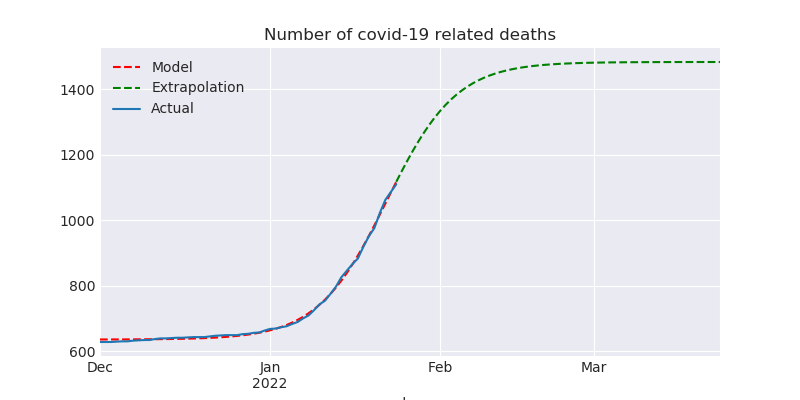 Number of covid-19 related deaths
Model
Extrapolation
Actual
1400
1200
1000
800
600
Dec
Jan
Feb
Mar
2022